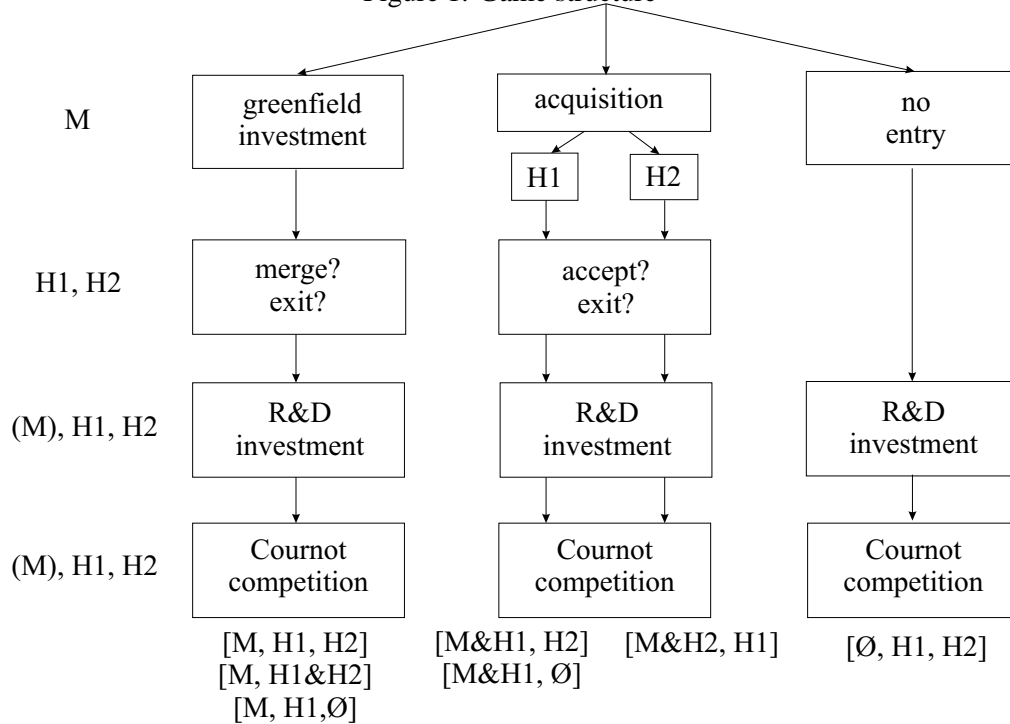 Figure 1: Game structure
M
greenfield
investment
acquisition
no
entry
H1
H2
H1, H2
merge?
exit?
accept?
exit?
(M), H1, H2
R&D
investment
R&D
investment
R&D
investment
(M), H1, H2
Cournot
competition
Cournot
competition
Cournot
competition
[M, H1, H2]
[M, H1&H2]
[M, H1,Ø]
[M&H1, H2]
[M&H1, Ø]
[M&H2, H1]
[Ø, H1, H2]